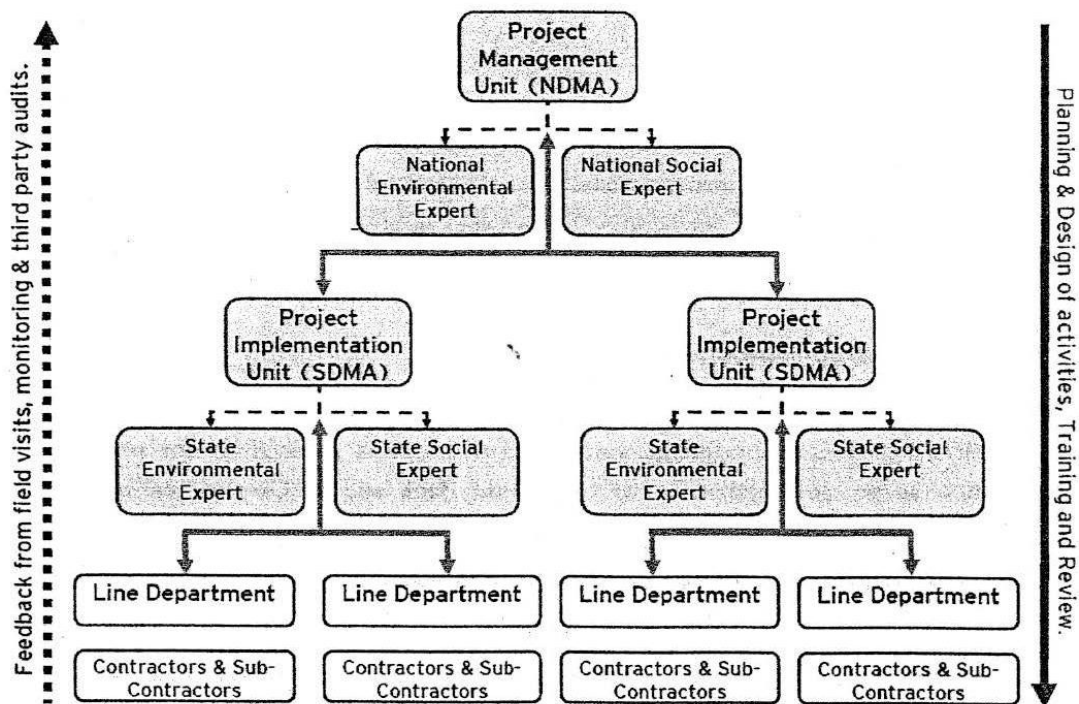 Feedback from field visits, monitoring & third party audits.
Project
Management
Unit (NDMA)
National
Environmental
Expert
National Social
Expert
Project
Implementation
Unit (SDMA)
Project
Implementation
Unit (SDMA)
State
Environmental
Expert
State Social
Expert
State
Environmental
Expert
State Social
Expert
Line Department
Line Department
Line Department
Line Department
Contractors & Sub-
Contractors
Contractors & Sub-
Contractors
Contractors & Sub-
Contractors
Contractors & Sub-
Contractors
Planning & Design of activities, Training and Review.